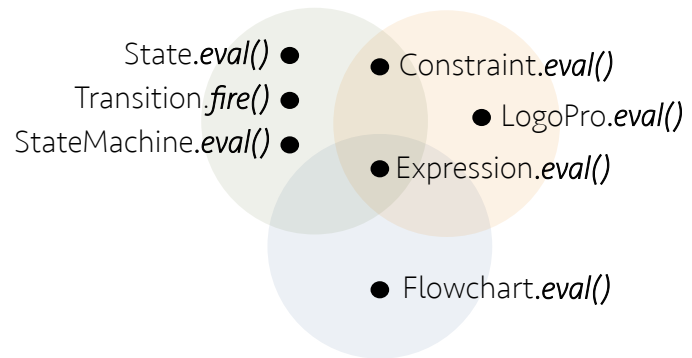 State.eval()
Transition.fire()
StateMachine.eval()
Constraint.eval()
LogoPro.eval()
Expression.eval()
Flowchart.eval()